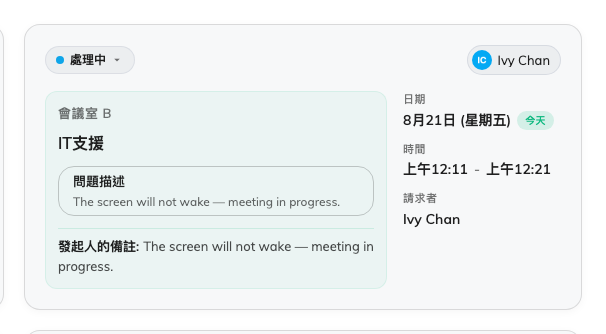 處理中
IC Ivy Chan
會議室 B
IT支援
問題描述
The screen will not wake — meeting in progress.
發起人的備註: The screen will not wake — meeting in
progress.
日期
8月21日 (星期五) 今天
時間
上午12:11 - 上午12:21
請求者
Ivy Chan